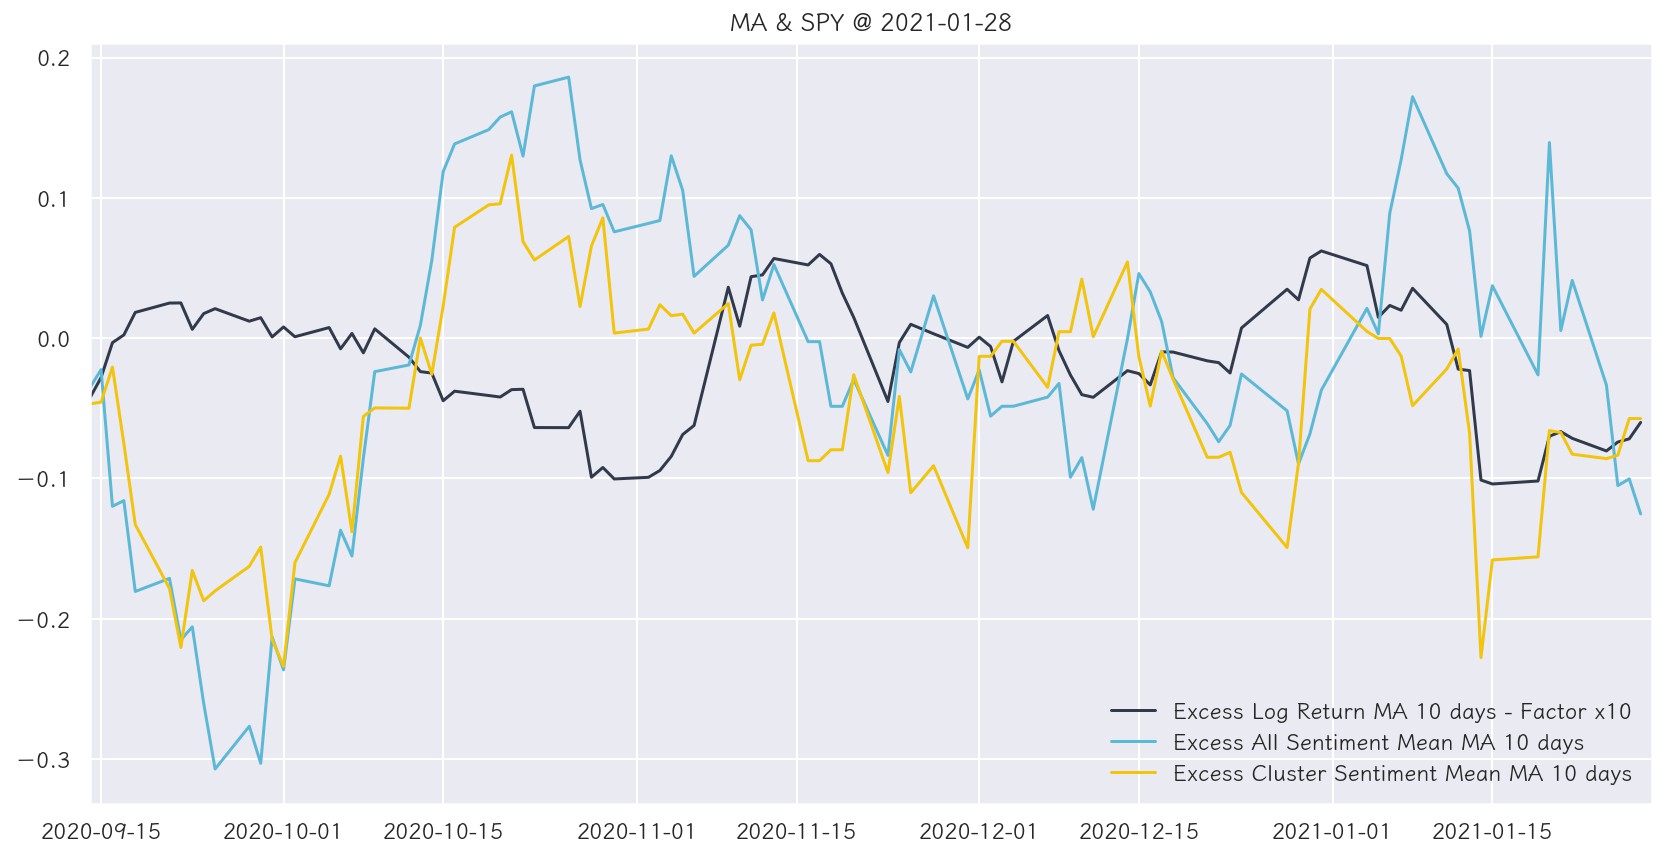 MA & SPY @ 2021-01-28
0.2
0.1
0.0
−0.1
−0.2
−0.3
Excess Log Return MA 10 days - Factor x10
Excess All Sentiment Mean MA 10 days
Excess Cluster Sentiment Mean MA 10 days
2020-09-15 2020-10-01 2020-10-15 2020-11-01 2020-11-15 2020-12-01 2020-12-15 2021-01-01 2021-01-15